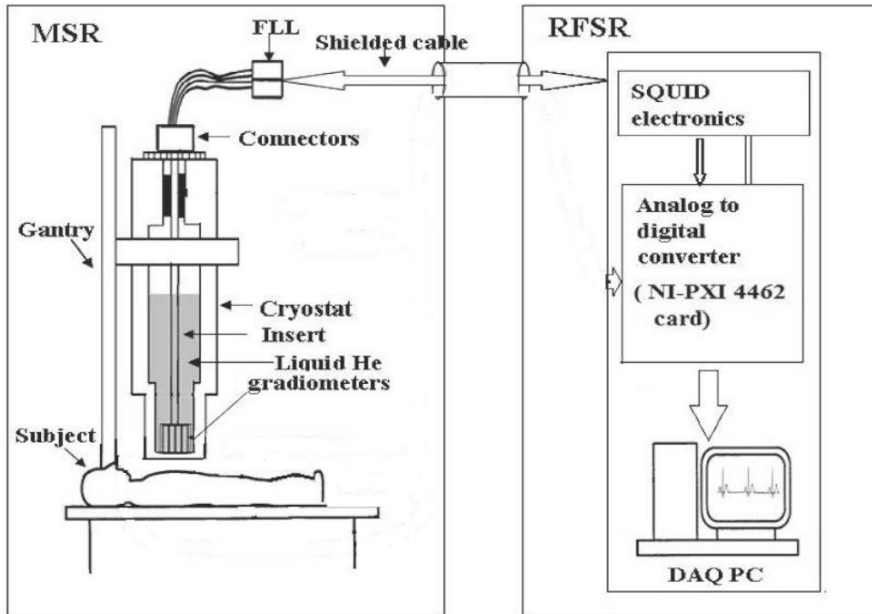 MSR
FLL
Shielded cable
Connectors
Gantry
Cryostat
Insert
Liquid He
gradiometers
Subject
RFSR
SQUID
electronics
Analog to
digital
converter
( NI-PXI 4462
card)
DAQ PC